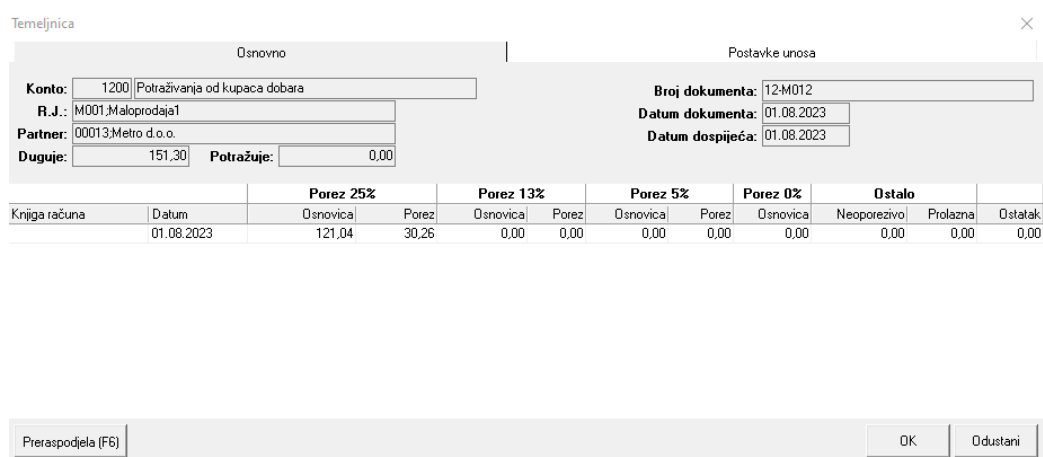 Temeljnica
Osnovno Postavke unosa
Konto: 1200 Potraživanja od kupaca dobara
R.J.: M001;Maloprodaja1
Partner: 00013;Metro d.o.o.
Duguje: 151,30 Potražuje: 0,00
Broj dokumenta: 12-M012
Datum dokumenta: 01.08.2023
Datum dospijeća: 01.08.2023
Porez 25% Porez 13% Porez 5% Porez 0% Ostalo
Knjiga računa Datum Osnovica Porez Osnovica Porez Osnovica Porez Osnovica Neoporezivo Prolazna Ostatak
01.08.2023 121,04 30,26 0,00 0,00 0,00 0,00 0,00 0,00 0,00 0,00
Preraspodjela (F6) OK Odustani